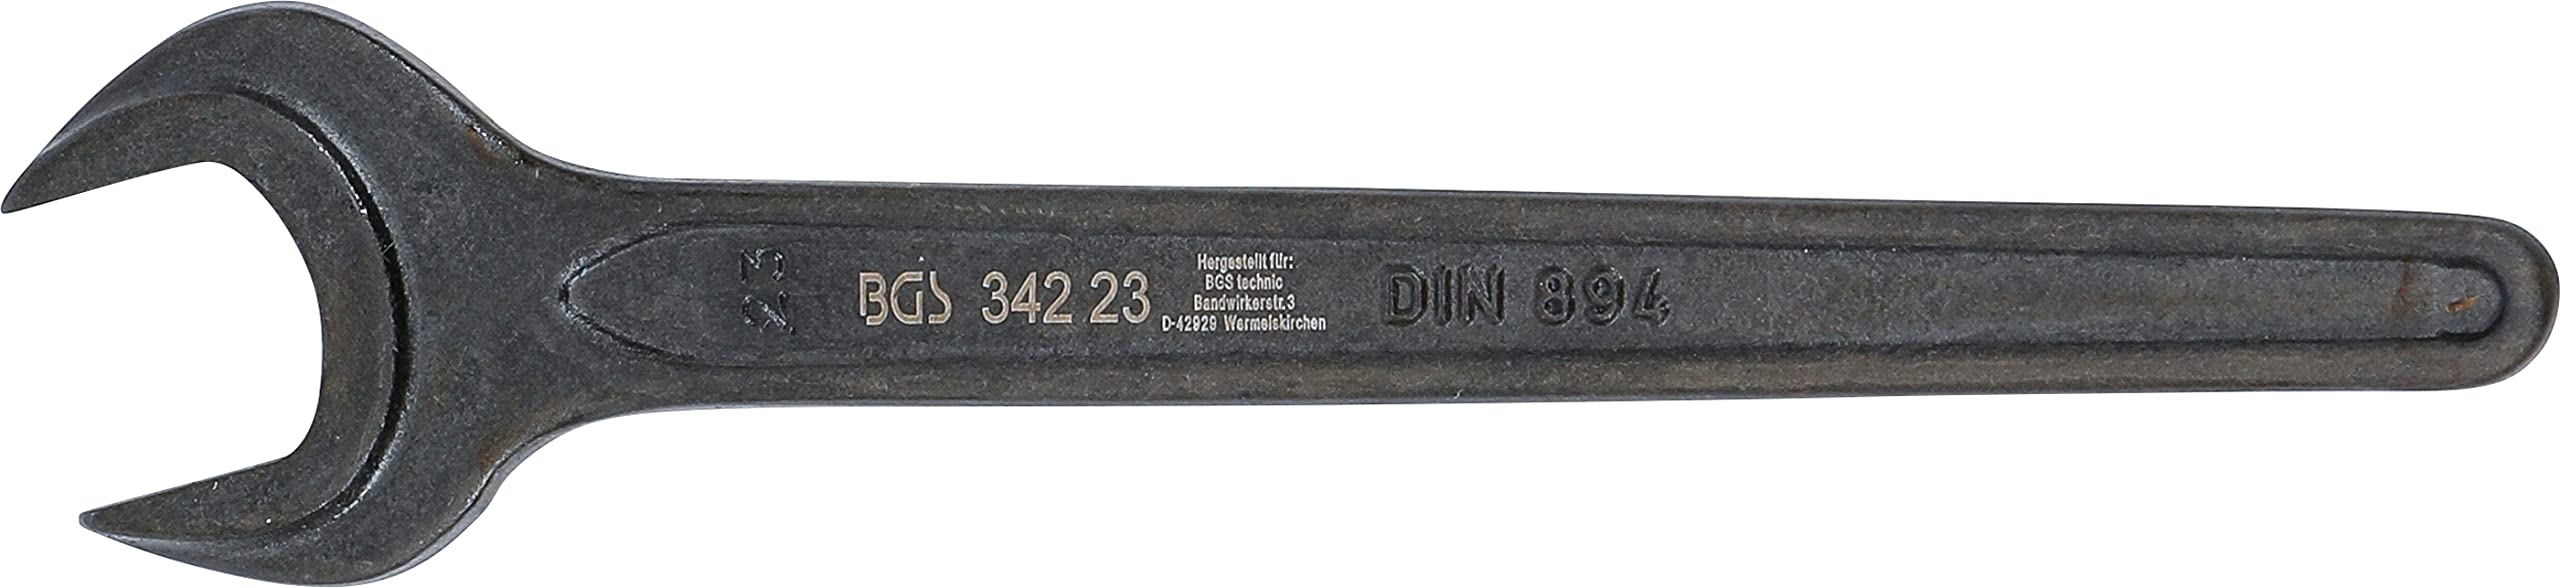 23
BGS 342 23
Hergestellt für:
BGS technic
Bandwirkerstr.3
D-42929 Wermelskirchen
DIN 894